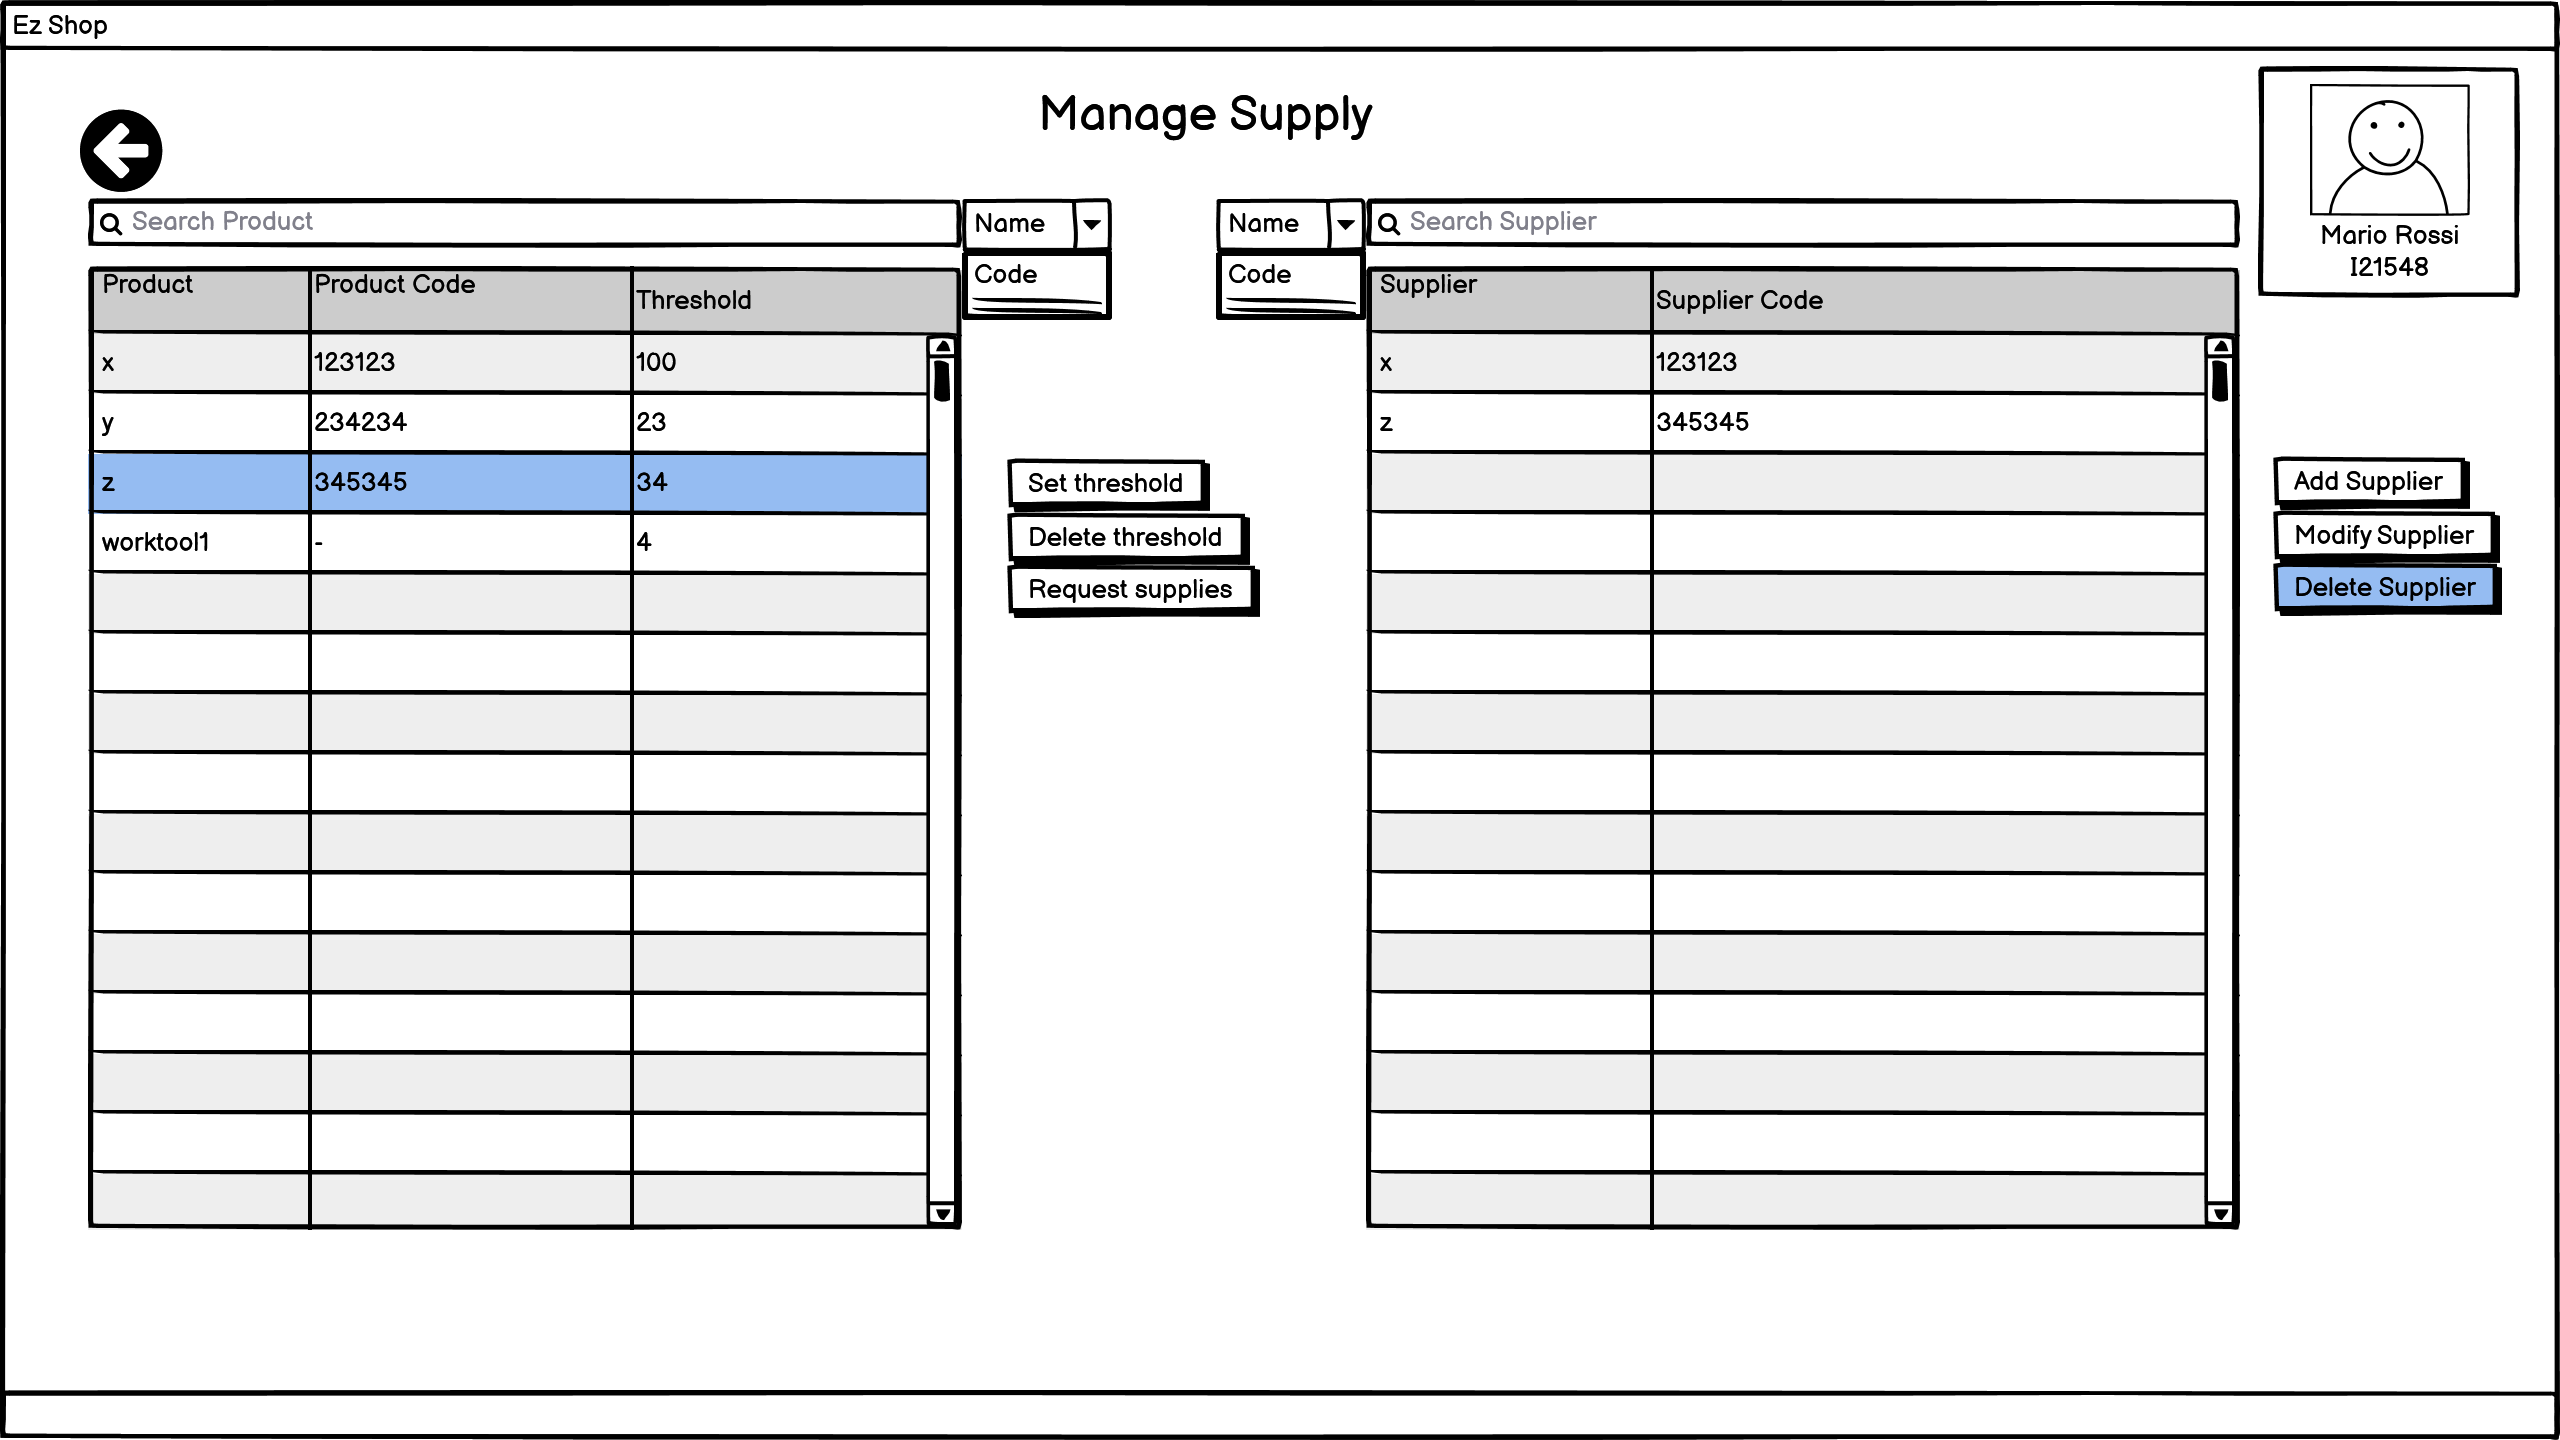 Ez Shop
Manage Supply
Mario Rossi
I21548
Search Product
Name
Code
Name
Code
Search Supplier
Product Product Code Threshold
x 123123 100
y 234234 23
z 345345 34
worktool1 - 4
Set threshold
Delete threshold
Request supplies
Supplier Supplier Code
x 123123
z 345345
Add Supplier
Modify Supplier
Delete Supplier